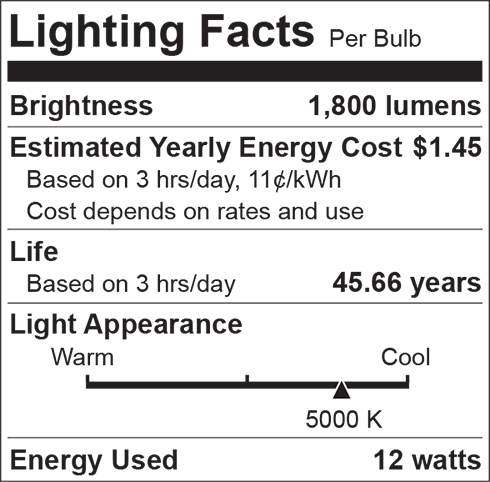 Lighting Facts Per Bulb
Brightness 1,800 lumens
Estimated Yearly Energy Cost $1.45
Based on 3 hrs/day, 11¢/kWh
Cost depends on rates and use
Life
Based on 3 hrs/day 45.66 years
Light Appearance
Warm Cool
5000 K
Energy Used 12 watts